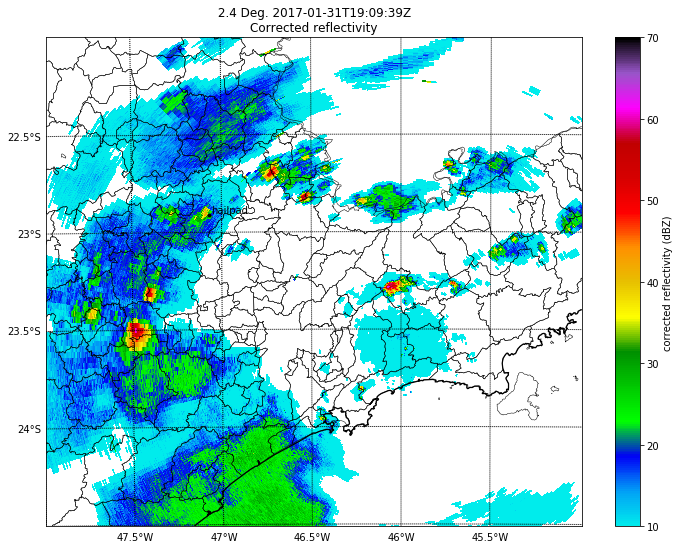 2.4 Deg. 2017-01-31T19:09:39Z
Corrected reflectivity
70
60
50
40
30
20
10
corrected reflectivity (dBZ)
22.5°S
23°S
23.5°S
24°S
47.5°W
47°W
46.5°W
46°W
45.5°W